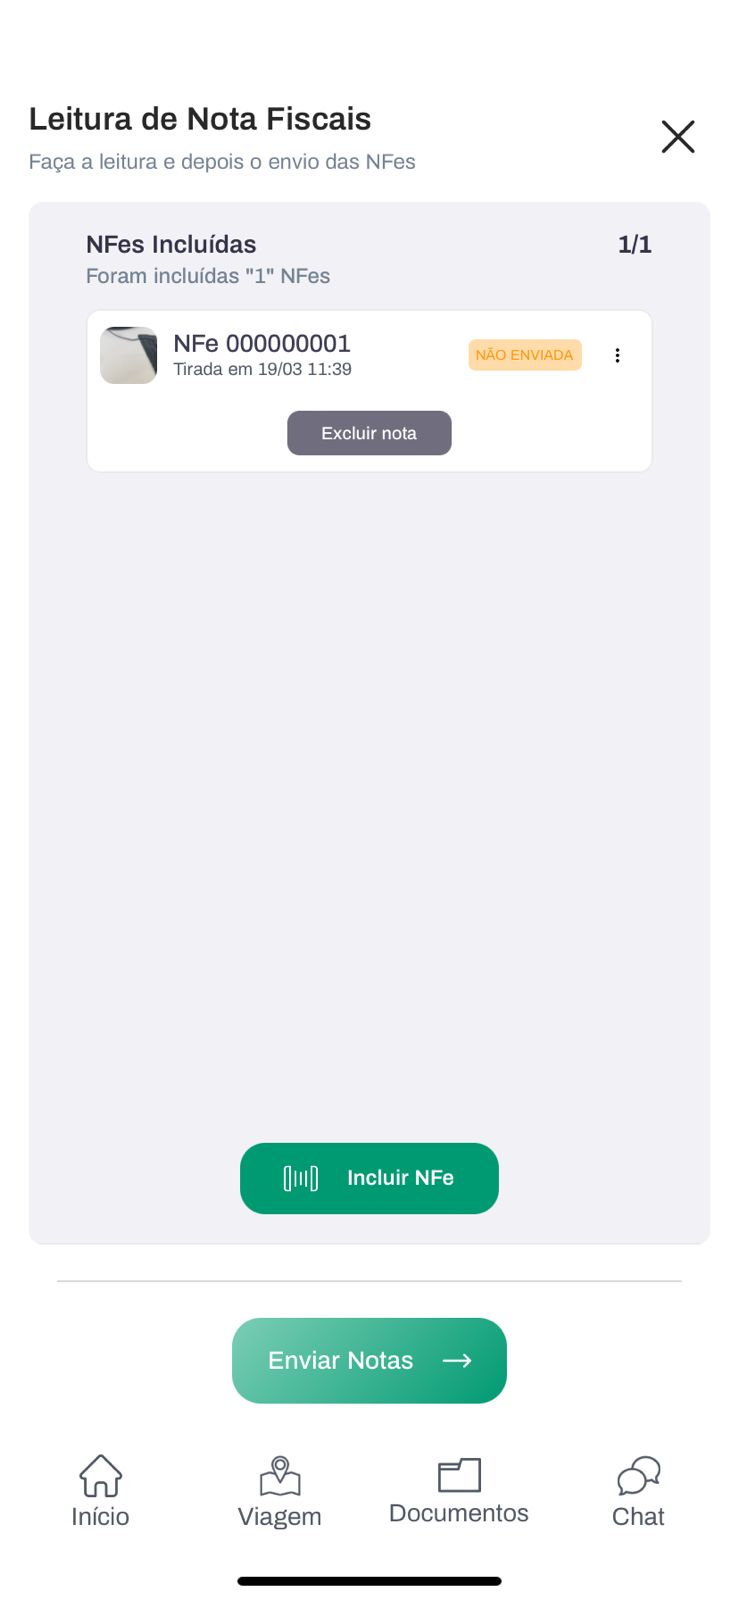 Leitura de Nota Fiscais
Faça a leitura e depois o envio das NFes
NFes Incluídas 1/1
Foram incluídas "1" NFes
NFe 000000001
Tirada em 19/03 11:39
NÃO ENVIADA
Excluir nota
Incluir NFe
Enviar Notas
Início Viagem Documentos Chat